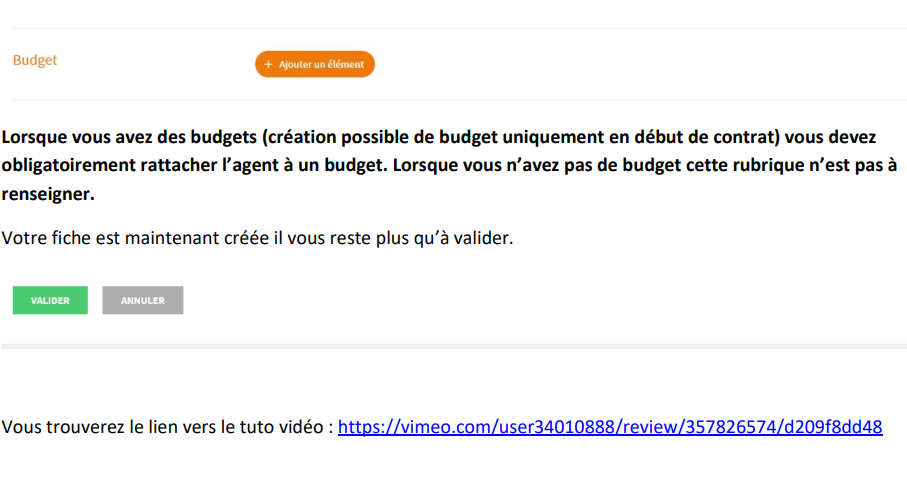 Budget
+ Ajouter un élément
Lorsque vous avez des budgets (création possible de budget uniquement en début de contrat) vous devez
obligatoirement rattacher l’agent à un budget. Lorsque vous n’avez pas de budget cette rubrique n’est pas à
renseigner.
Votre fiche est maintenant créée il vous reste plus qu’à valider.
VALIDER ANNULER
Vous trouverez le lien vers le tuto vidéo : https://vimeo.com/user34010888/review/357826574/d209f8dd48